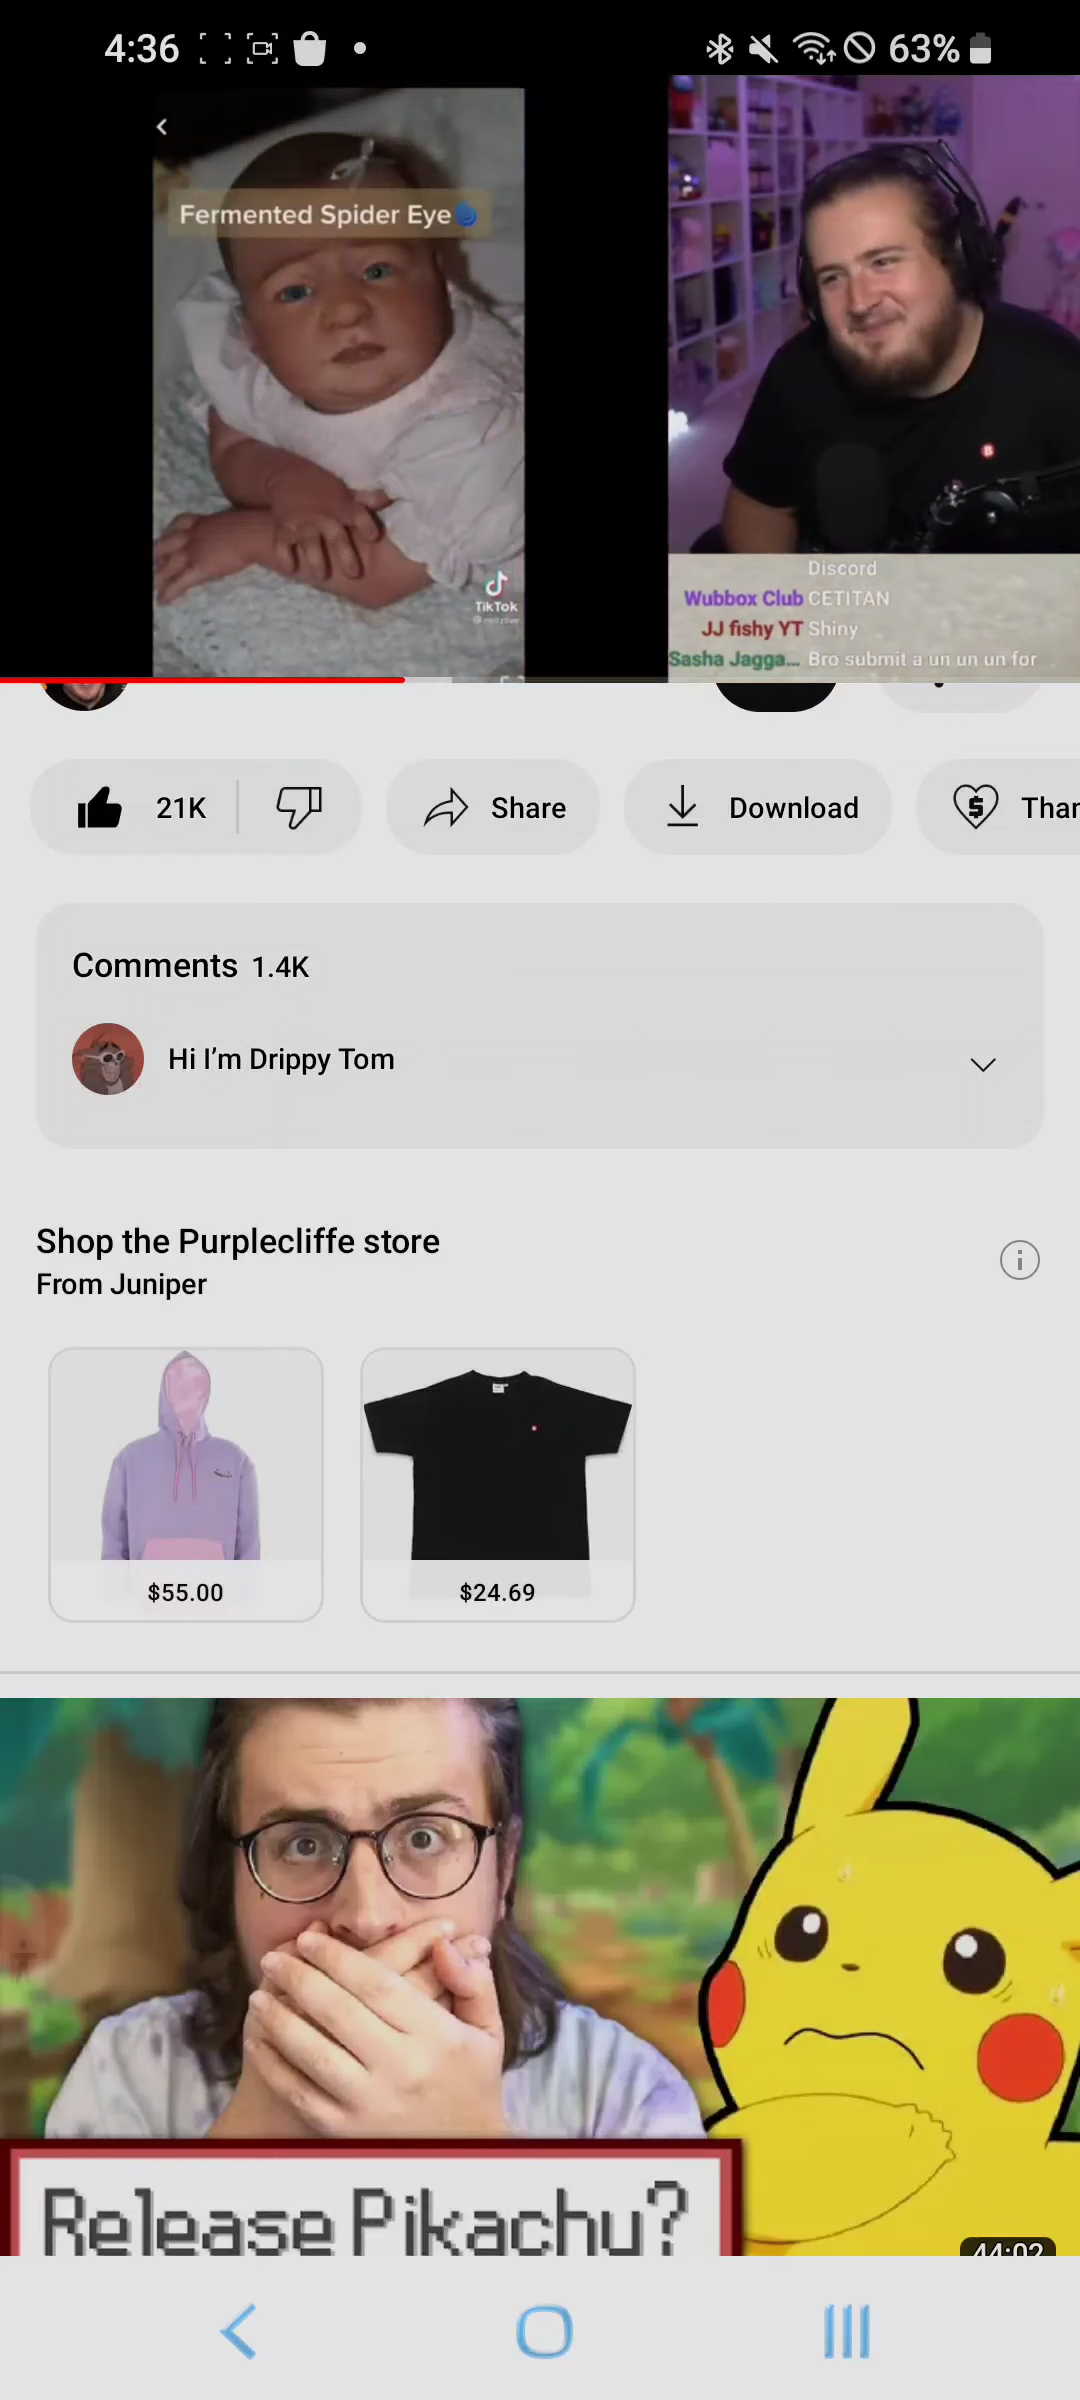 4:36
63%
Fermented Spider Eye
TikTok
Discord
Wubbox Club CETITAN
JJ fishy YT Shiny
Sasha Jagga... Bro submit a un un un for
21K
Share
Download
Than
Comments 1.4K
Hi I'm Drippy Tom
Shop the Purplecliffe store
From Juniper
$55.00
$24.69
Release Pikachu?
44:02